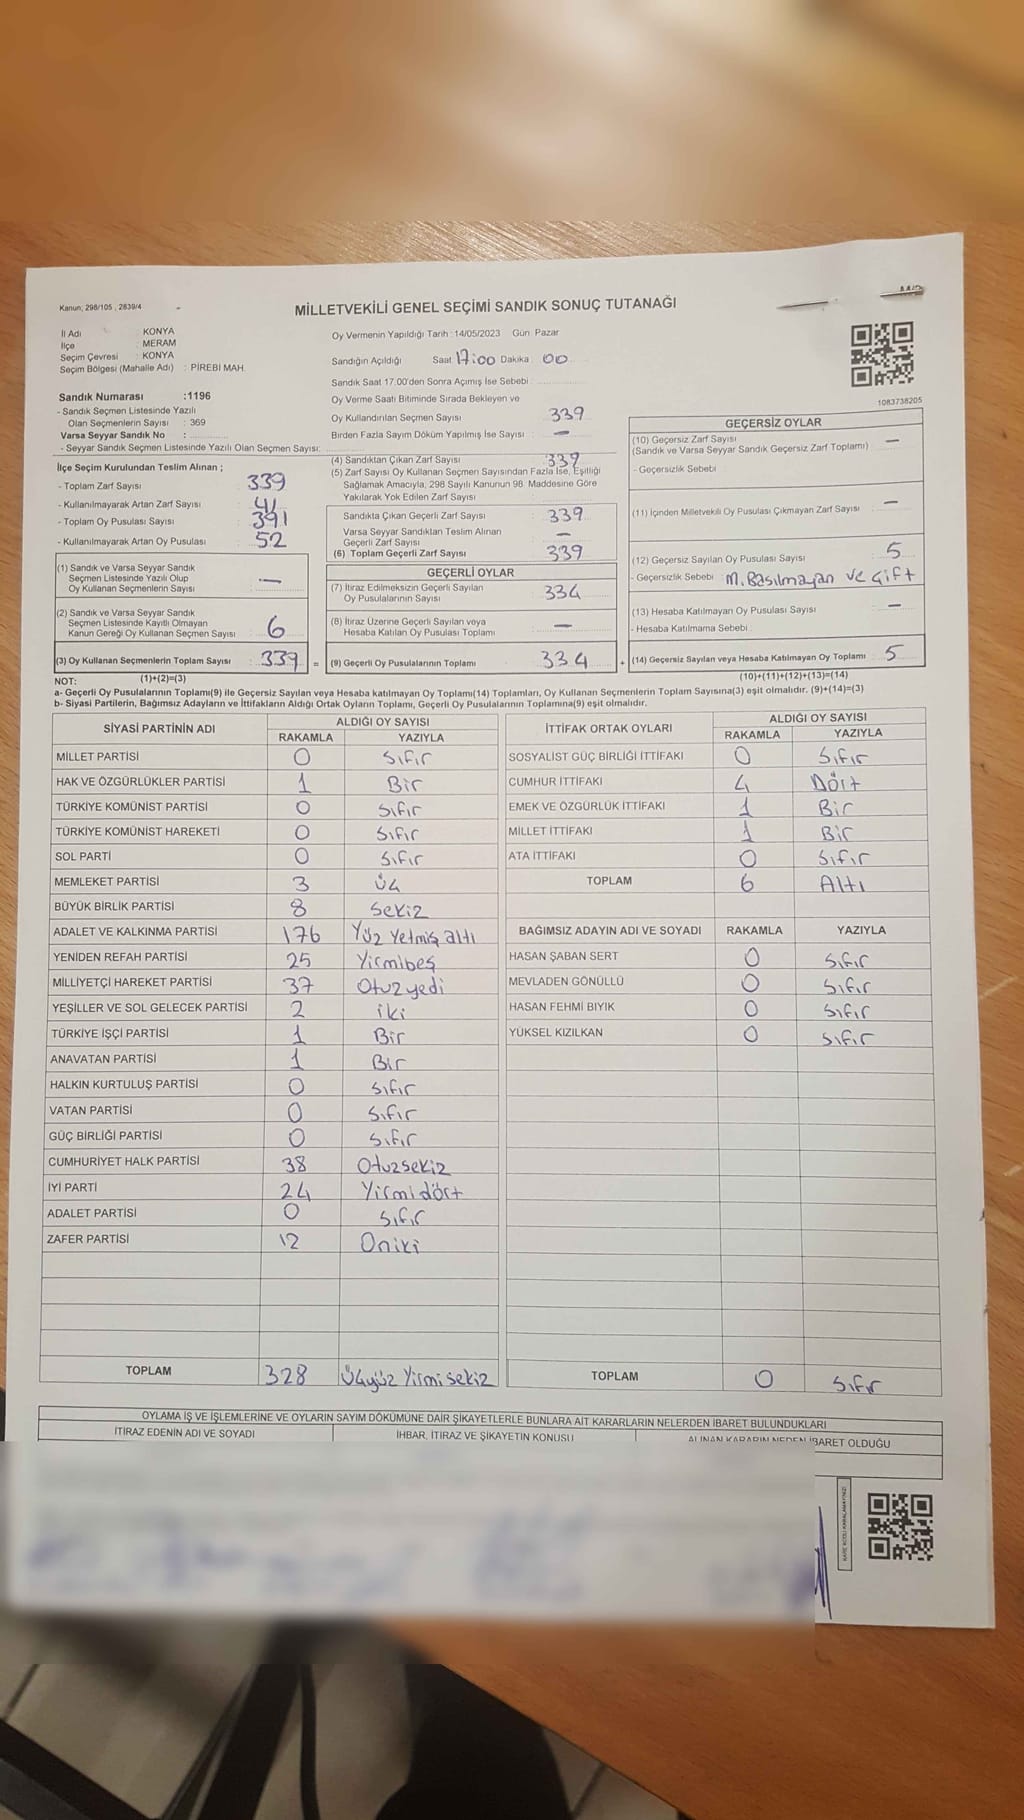 Kanun; 298/105 , 2839/4
MİLLETVEKİLİ GENEL SEÇİMİ SANDIK SONUÇ TUTANAĞI
İl Adı : KONYA
İlçe : MERAM
Seçim Çevresi : KONYA
Seçim Bölgesi (Mahalle Adı) : PİREBİ MAH.
Sandık Numarası :1196
- Sandık Seçmen Listesinde Yazılı
Olan Seçmenlerin Sayısı : 369
Varsa Seyyar Sandık No :
- Seyyar Sandık Seçmen Listesinde Yazılı Olan Seçmen Sayısı:
İlçe Seçim Kurulundan Teslim Alınan ;
- Toplam Zarf Sayısı 339
- Kullanılmayarak Artan Zarf Sayısı 41
- Toplam Oy Pusulası Sayısı 391
- Kullanılmayarak Artan Oy Pusulası 52
(1) Sandık ve Varsa Seyyar Sandık
Seçmen Listesinde Yazılı Olup
Oy Kullanan Seçmenlerin Sayısı : —
(2) Sandık ve Varsa Seyyar Sandık
Seçmen Listesinde Kayıtlı Olmayan
Kanun Gereği Oy Kullanan Seçmen Sayısı : 6
(3) Oy Kullanan Seçmenlerin Toplam Sayısı : 339 =
Oy Vermenin Yapıldığı Tarih : 14/05/2023 Gün Pazar
Sandığın Açıldığı Saat 17:00 Dakika : 00
Sandık Saat 17.00'den Sonra Açımış İse Sebebi :
Oy Verme Saati Bitiminde Sırada Bekleyen ve
Oy Kullandırılan Seçmen Sayısı : 339
Birden Fazla Sayım Döküm Yapılmış İse Sayısı : —
(4) Sandıktan Çıkan Zarf Sayısı : 339
(5) Zarf Sayısı Oy Kullanan Seçmen Sayısından Fazla İse, Eşitliği
Sağlamak Amacıyla, 298 Sayılı Kanunun 98. Maddesine Göre
Yakılarak Yok Edilen Zarf Sayısı :
Sandıkta Çıkan Geçerli Zarf Sayısı : 339
Varsa Seyyar Sandıktan Teslim Alınan
Geçerli Zarf Sayısı : —
(6) Toplam Geçerli Zarf Sayısı : 339
GEÇERLİ OYLAR
(7) İtiraz Edilmeksizin Geçerli Sayılan
Oy Pusulalarının Sayısı : 334
(8) İtiraz Üzerine Geçerli Sayılan veya
Hesaba Katılan Oy Pusulası Toplamı : —
(9) Geçerli Oy Pusulalarının Toplamı : 334 +
1083738205
GEÇERSİZ OYLAR
(10) Geçersiz Zarf Sayısı : —
(Sandık ve Varsa Seyyar Sandık Geçersiz Zarf Toplamı)
- Geçersizlik Sebebi
(11) İçinden Milletvekili Oy Pusulası Çıkmayan Zarf Sayısı : —
(12) Geçersiz Sayılan Oy Pusulası Sayısı : 5
- Geçersizlik Sebebi : M. Basılmayan ve Çift
(13) Hesaba Katılmayan Oy Pusulası Sayısı : —
- Hesaba Katılmama Sebebi :
(14) Geçersiz Sayılan veya Hesaba Katılmayan Oy Toplamı : 5
NOT: (1)+(2)=(3) (10)+(11)+(12)+(13)=(14)
a- Geçerli Oy Pusulalarının Toplamı(9) ile Geçersiz Sayılan veya Hesaba katılmayan Oy Toplamı(14) Toplamları, Oy Kullanan Seçmenlerin Toplam Sayısına(3) eşit olmalıdır. (9)+(14)=(3)
b- Siyasi Partilerin, Bağımsız Adayların ve İttifakların Aldığı Ortak Oyların Toplamı, Geçerli Oy Pusulalarının Toplamına(9) eşit olmalıdır.
SİYASİ PARTİNİN ADI ALDIĞI OY SAYISI
RAKAMLA YAZIYLA
MİLLET PARTİSİ 0 Sıfır
HAK VE ÖZGÜRLÜKLER PARTİSİ 1 Bir
TÜRKİYE KOMÜNİST PARTİSİ 0 Sıfır
TÜRKİYE KOMÜNİST HAREKETİ 0 Sıfır
SOL PARTİ 0 Sıfır
MEMLEKET PARTİSİ 3 Üç
BÜYÜK BİRLİK PARTİSİ 8 Sekiz
ADALET VE KALKINMA PARTİSİ 176 Yüz Yetmiş altı
YENİDEN REFAH PARTİSİ 25 Yirmibeş
MİLLİYETÇİ HAREKET PARTİSİ 37 Otuzyedi
YEŞİLLER VE SOL GELECEK PARTİSİ 2 iki
TÜRKİYE İŞÇİ PARTİSİ 1 Bir
ANAVATAN PARTİSİ 1 Bir
HALKIN KURTULUŞ PARTİSİ 0 Sıfır
VATAN PARTİSİ 0 Sıfır
GÜÇ BİRLİĞİ PARTİSİ 0 Sıfır
CUMHURİYET HALK PARTİSİ 38 Otuzsekiz
İYİ PARTİ 24 Yirmidört
ADALET PARTİSİ 0 Sıfır
ZAFER PARTİSİ 12 Oniki
TOPLAM 328 Üçyüz Yirmi sekiz
İTTİFAK ORTAK OYLARI ALDIĞI OY SAYISI
RAKAMLA YAZIYLA
SOSYALİST GÜÇ BİRLİĞİ İTTİFAKI 0 Sıfır
CUMHUR İTTİFAKI 4 Dört
EMEK VE ÖZGÜRLÜK İTTİFAKI 1 Bir
MİLLET İTTİFAKI 1 Bir
ATA İTTİFAKI 0 Sıfır
TOPLAM 6 Altı
BAĞIMSIZ ADAYIN ADI VE SOYADI RAKAMLA YAZIYLA
HASAN ŞABAN SERT 0 Sıfır
MEVLADEN GÖNÜLLÜ 0 Sıfır
HASAN FEHMİ BIYIK 0 Sıfır
YÜKSEL KIZILKAN 0 Sıfır
TOPLAM 0 Sıfır
OYLAMA İŞ VE İŞLEMLERİNE VE OYLARIN SAYIM DÖKÜMÜNE DAİR ŞİKAYETLERLE BUNLARA AİT KARARLARIN NELERDEN İBARET BULUNDUKLARI
İTİRAZ EDENİN ADI VE SOYADI İHBAR, İTİRAZ VE ŞİKAYETİN KONUSU ALINAN KARARIN NEDEN İBARET OLDUĞU